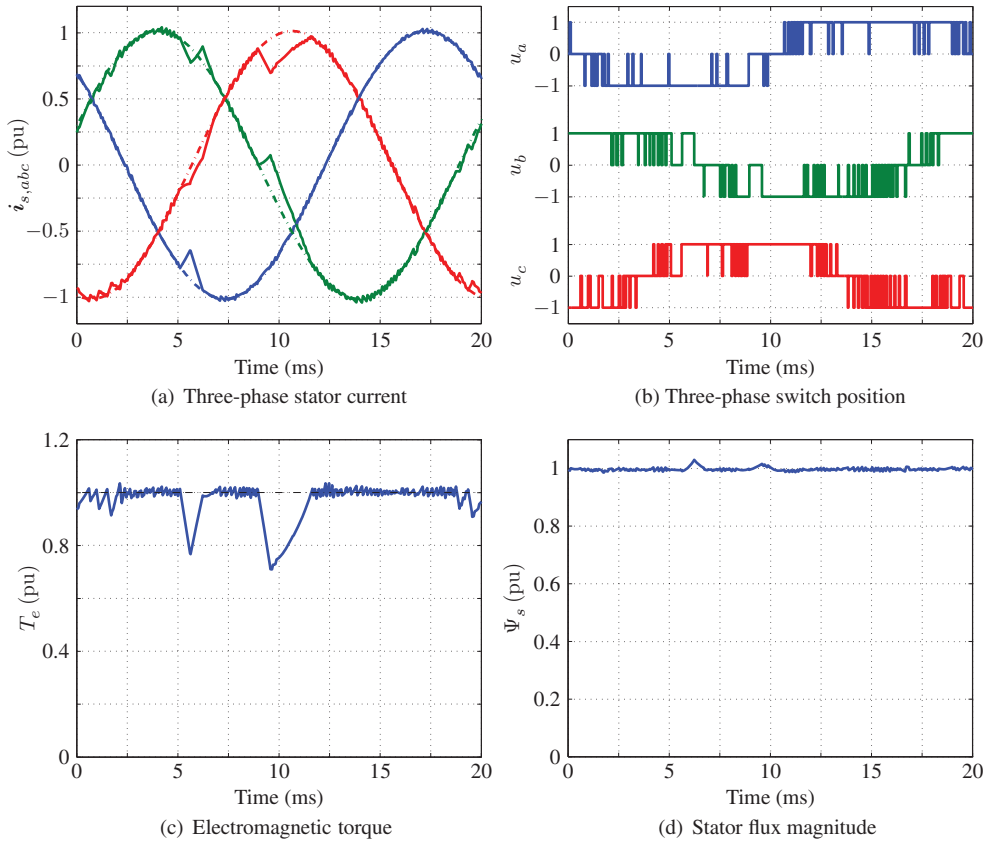 1
0.5
0
−0.5
−1
i_{s,abc} (pu)
0 5 10 15 20
Time (ms)
(a) Three-phase stator current
1
0
−1
u_a
1
0
−1
u_b
1
0
−1
u_c
0 5 10 15 20
Time (ms)
(b) Three-phase switch position
1.2
1
0.8
0.4
0
T_e (pu)
0 5 10 15 20
Time (ms)
(c) Electromagnetic torque
1
0.8
0.6
0.4
0.2
0
Ψ_s (pu)
0 5 10 15 20
Time (ms)
(d) Stator flux magnitude